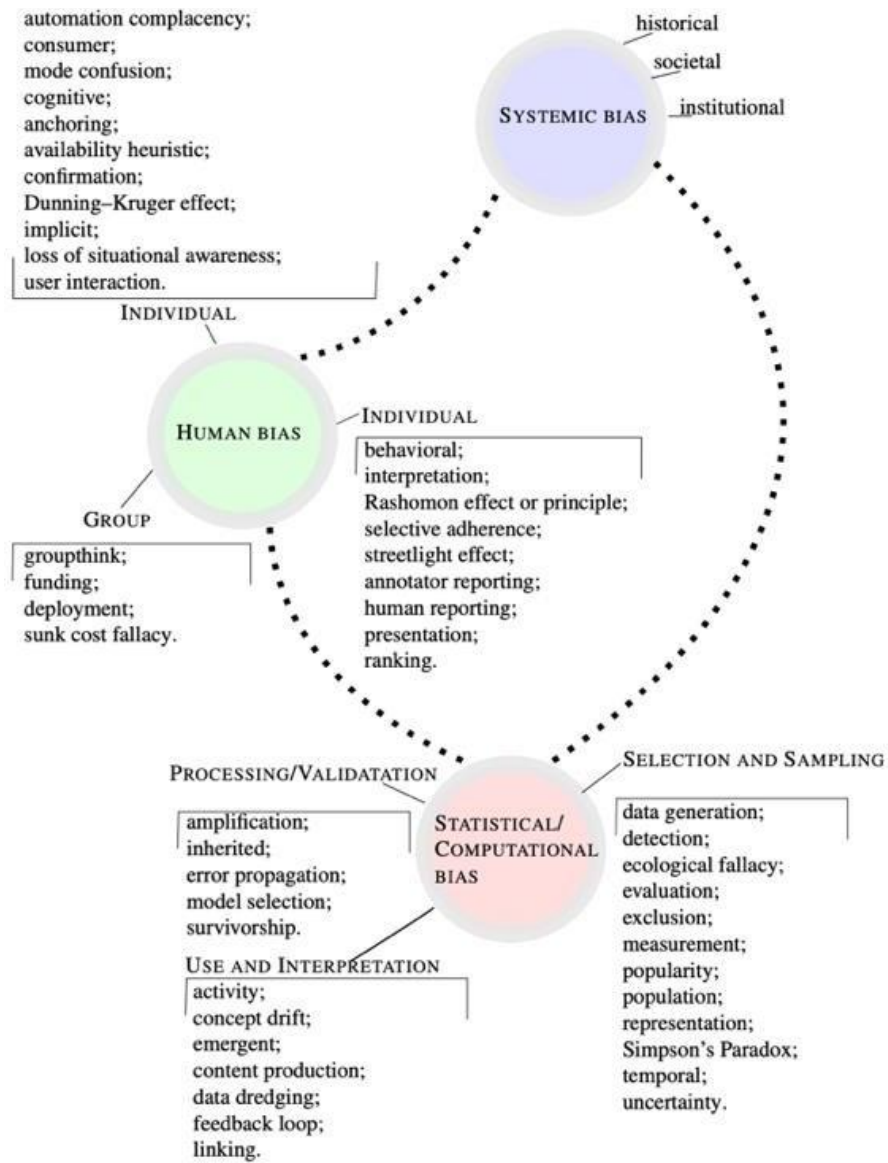 automation complacency;
consumer;
mode confusion;
cognitive;
anchoring;
availability heuristic;
confirmation;
Dunning–Kruger effect;
implicit;
loss of situational awareness;
user interaction.
INDIVIDUAL
historical
societal
institutional
SYSTEMIC BIAS
HUMAN BIAS
INDIVIDUAL
behavioral;
interpretation;
Rashomon effect or principle;
selective adherence;
streetlight effect;
annotator reporting;
human reporting;
presentation;
ranking.
GROUP
groupthink;
funding;
deployment;
sunk cost fallacy.
PROCESSING/VALIDATATION
amplification;
inherited;
error propagation;
model selection;
survivorship.
STATISTICAL/
COMPUTATIONAL
BIAS
SELECTION AND SAMPLING
data generation;
detection;
ecological fallacy;
evaluation;
exclusion;
measurement;
popularity;
population;
representation;
Simpson's Paradox;
temporal;
uncertainty.
USE AND INTERPRETATION
activity;
concept drift;
emergent;
content production;
data dredging;
feedback loop;
linking.